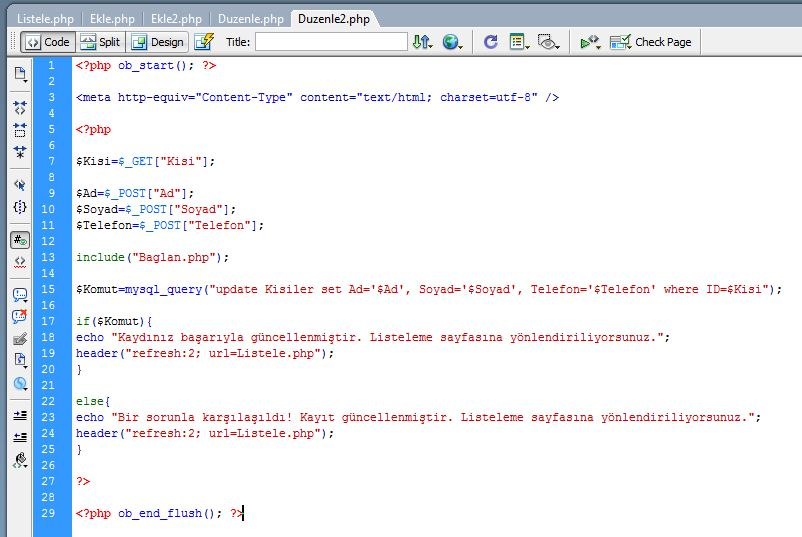 Listele.php Ekle.php Ekle2.php Duzenle.php Duzenle2.php
Code Split Design Title: Check Page
1 <?php ob_start(); ?>
2
3 <meta http-equiv="Content-Type" content="text/html; charset=utf-8" />
4
5 <?php
6
7 $Kisi=$_GET["Kisi"];
8
9 $Ad=$_POST["Ad"];
10 $Soyad=$_POST["Soyad"];
11 $Telefon=$_POST["Telefon"];
12
13 include("Baglan.php");
14
15 $Komut=mysql_query("update Kisiler set Ad='$Ad', Soyad='$Soyad', Telefon='$Telefon' where ID=$Kisi");
16
17 if($Komut){
18 echo "Kaydınız başarıyla güncellenmiştir. Listeleme sayfasına yönlendiriliyorsunuz.";
19 header("refresh:2; url=Listele.php");
20 }
21
22 else{
23 echo "Bir sorunla karşılaşıldı! Kayıt güncellenmiştir. Listeleme sayfasına yönlendiriliyorsunuz.";
24 header("refresh:2; url=Listele.php");
25 }
26
27 ?>
28
29 <?php ob_end_flush(); ?>